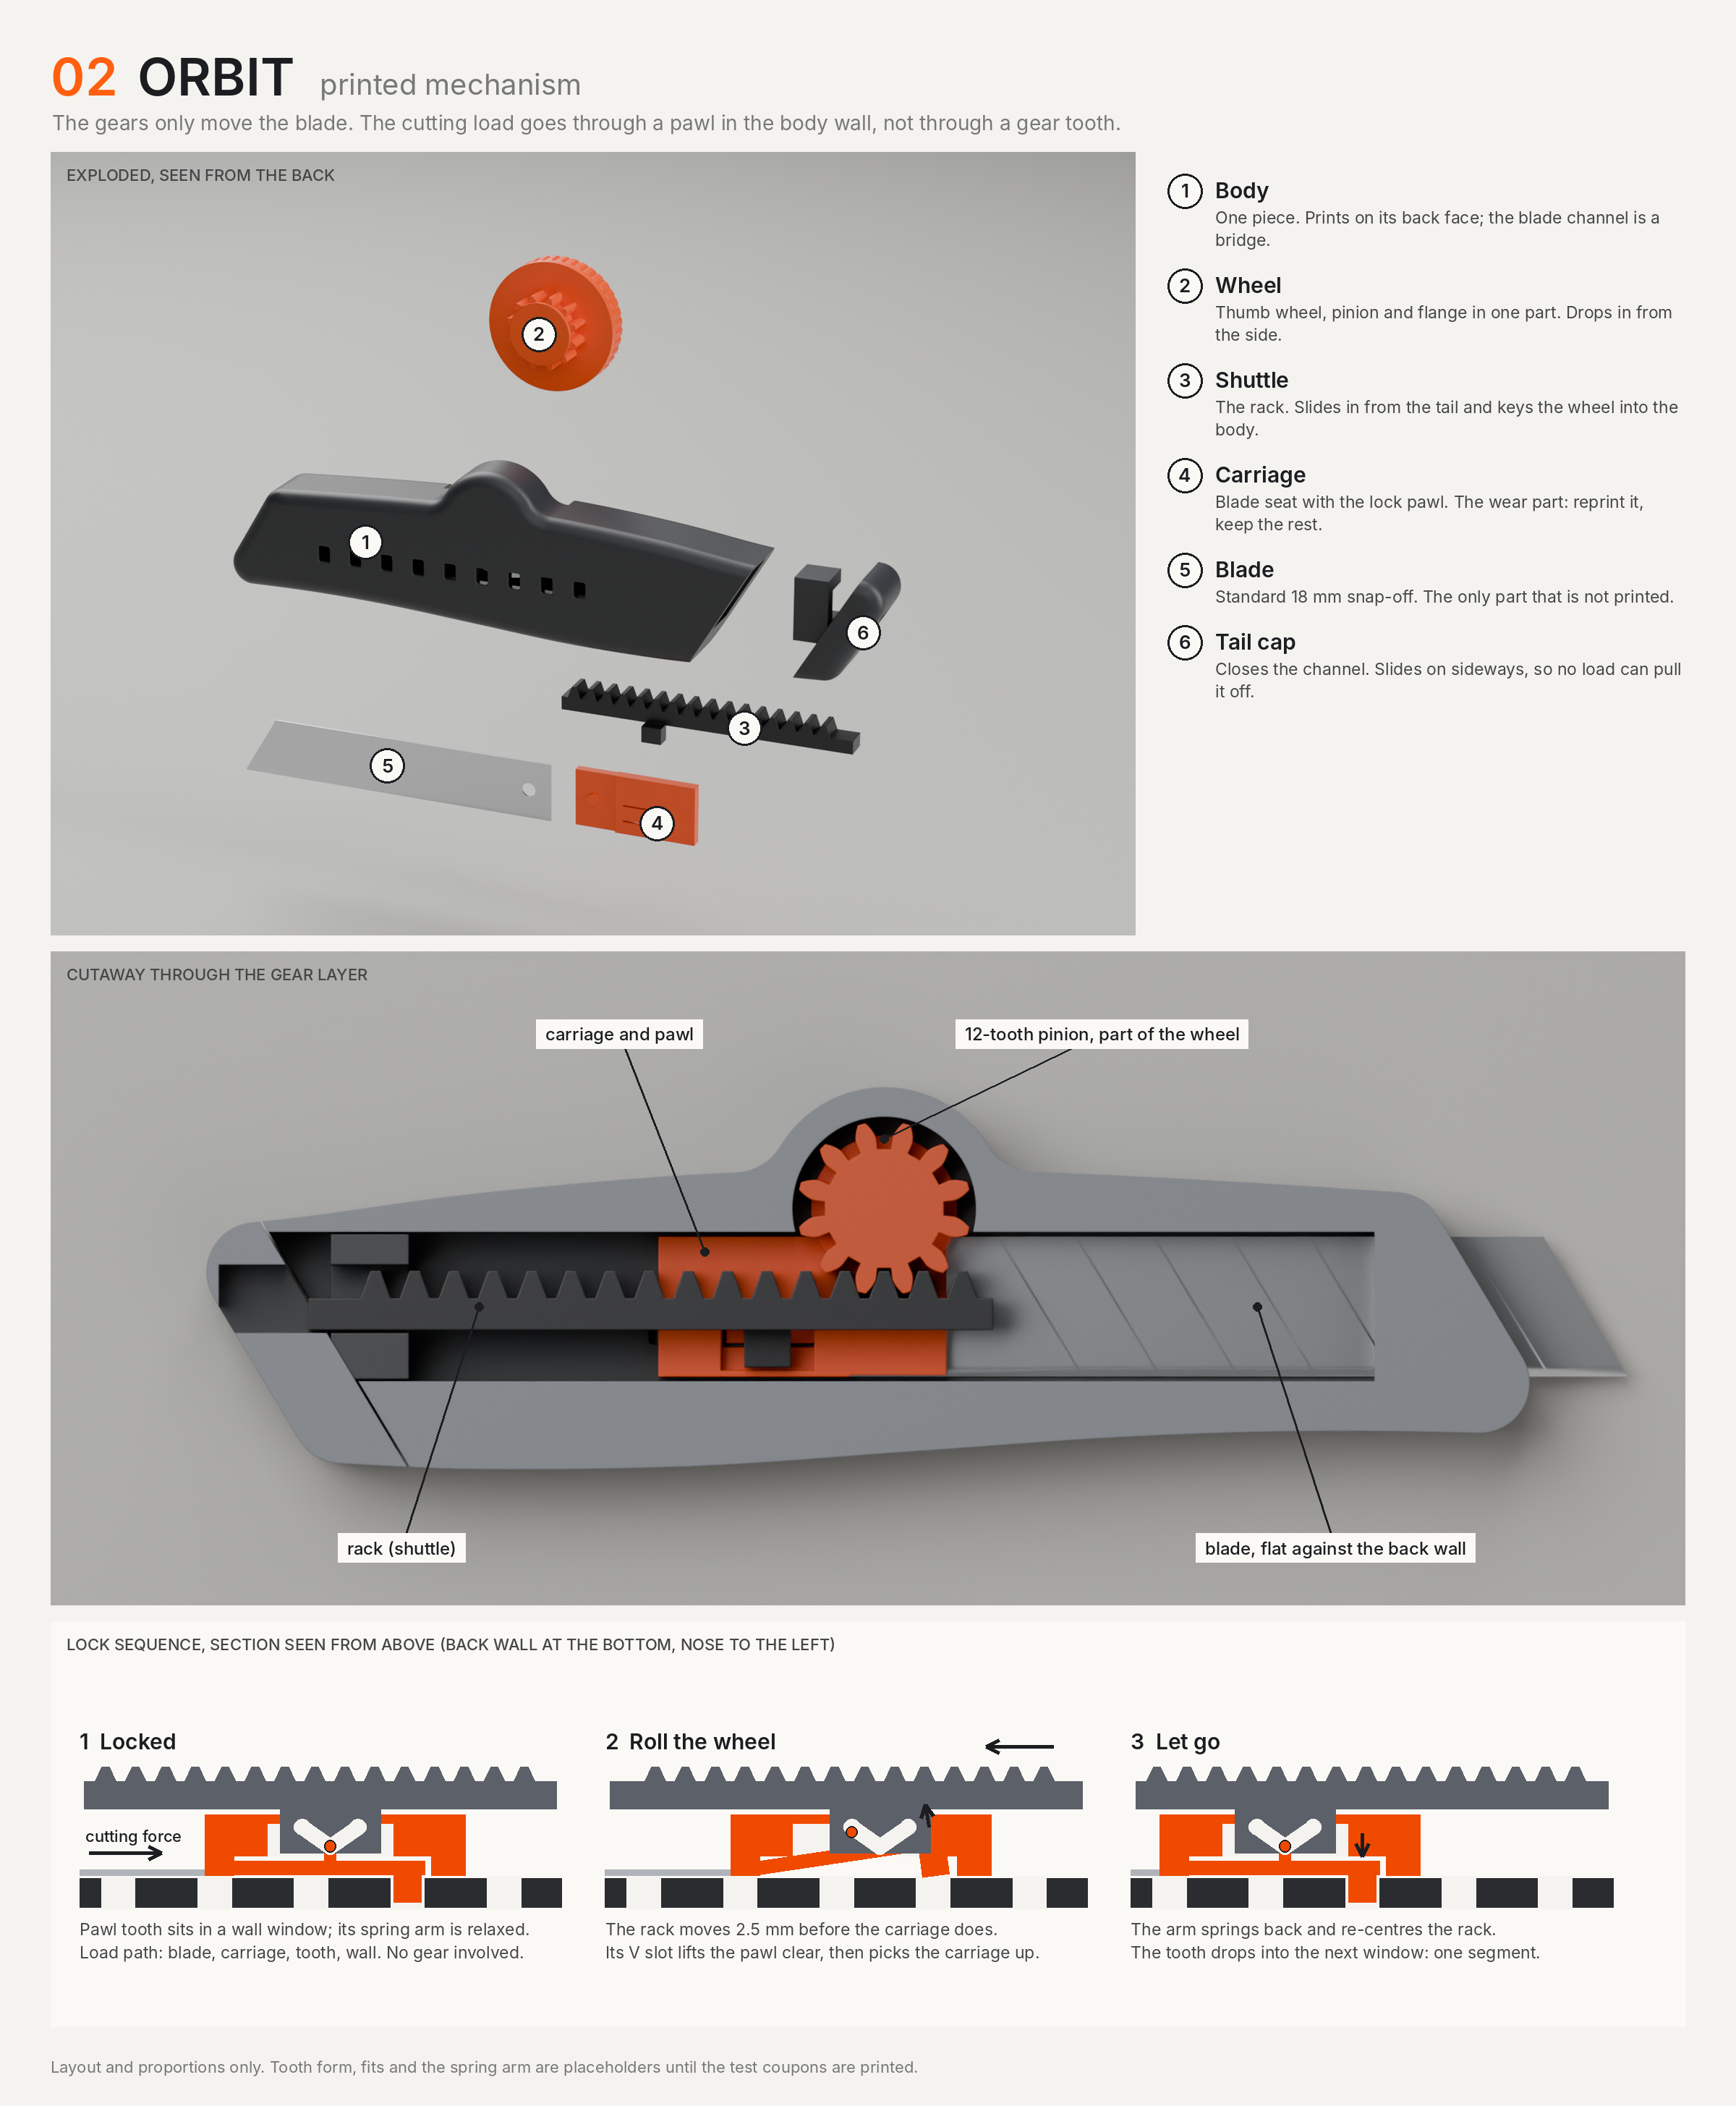 02 ORBIT printed mechanism
The gears only move the blade. The cutting load goes through a pawl in the body wall, not through a gear tooth.
EXPLODED, SEEN FROM THE BACK
2
1
6
3
5
4
1 Body
One piece. Prints on its back face; the blade channel is a
bridge.
2 Wheel
Thumb wheel, pinion and flange in one part. Drops in from
the side.
3 Shuttle
The rack. Slides in from the tail and keys the wheel into the
body.
4 Carriage
Blade seat with the lock pawl. The wear part: reprint it,
keep the rest.
5 Blade
Standard 18 mm snap-off. The only part that is not printed.
6 Tail cap
Closes the channel. Slides on sideways, so no load can pull
it off.
CUTAWAY THROUGH THE GEAR LAYER
carriage and pawl
12-tooth pinion, part of the wheel
rack (shuttle)
blade, flat against the back wall
LOCK SEQUENCE, SECTION SEEN FROM ABOVE (BACK WALL AT THE BOTTOM, NOSE TO THE LEFT)
1 Locked
cutting force
Pawl tooth sits in a wall window; its spring arm is relaxed.
Load path: blade, carriage, tooth, wall. No gear involved.
2 Roll the wheel
The rack moves 2.5 mm before the carriage does.
Its V slot lifts the pawl clear, then picks the carriage up.
3 Let go
The arm springs back and re-centres the rack.
The tooth drops into the next window: one segment.
Layout and proportions only. Tooth form, fits and the spring arm are placeholders until the test coupons are printed.